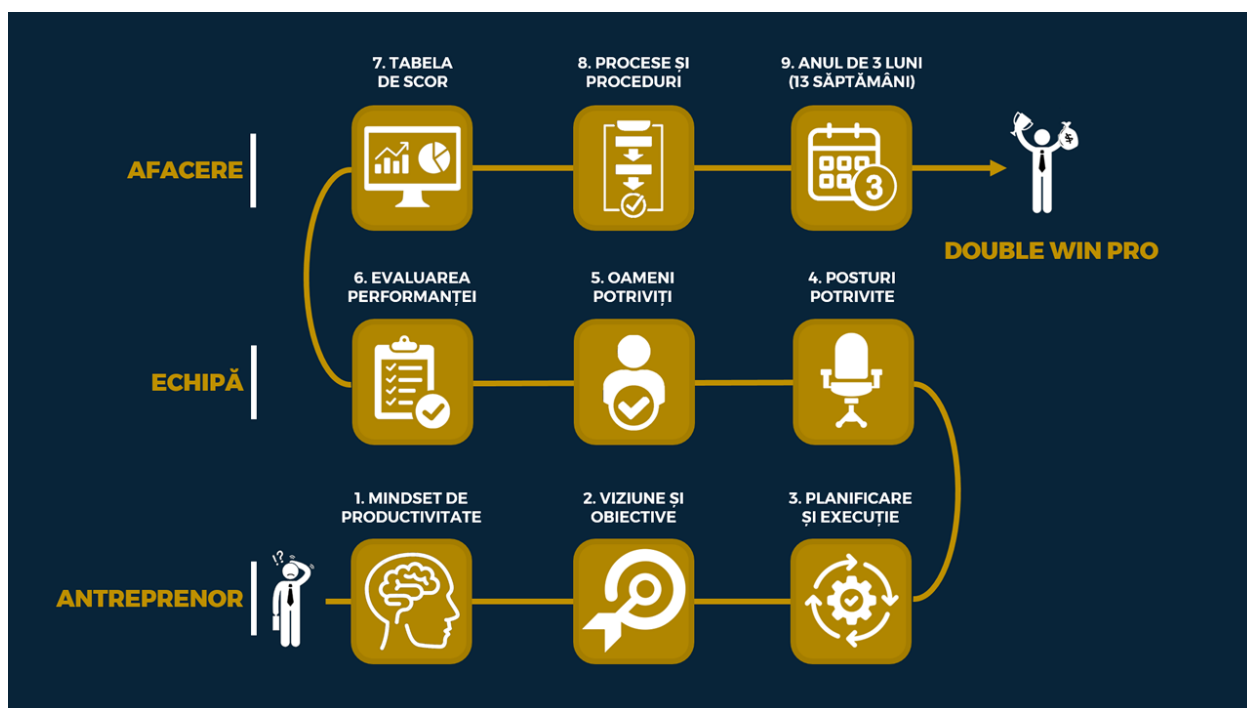 7. TABELA
DE SCOR
8. PROCESE ȘI
PROCEDURI
9. ANUL DE 3 LUNI
(13 SĂPTĂMÂNI)
3
$
AFACERE
DOUBLE WIN PRO
6. EVALUAREA
PERFORMANȚEI
5. OAMENI
POTRIVIȚI
4. POSTURI
POTRIVITE
ECHIPĂ
1. MINDSET DE
PRODUCTIVITATE
2. VIZIUNE ȘI
OBIECTIVE
3. PLANIFICARE
ȘI EXECUȚIE
!?
ANTREPRENOR